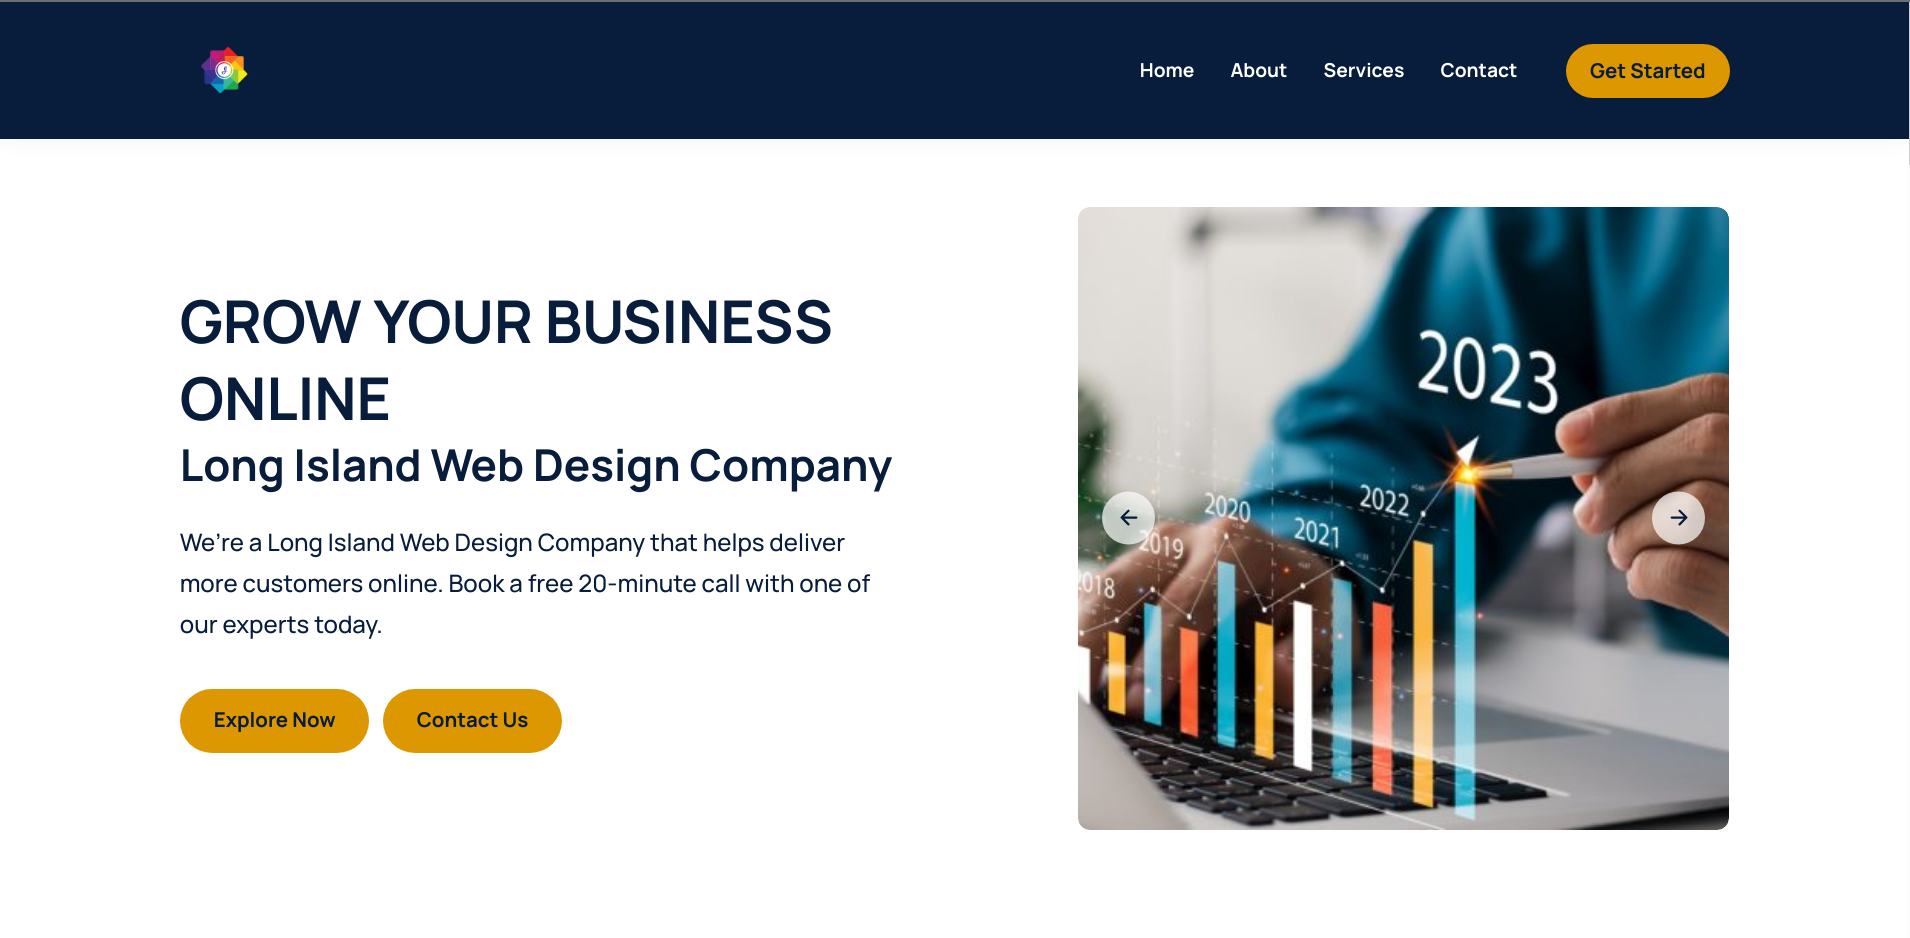 Home About Services Contact Get Started
GROW YOUR BUSINESS
ONLINE
Long Island Web Design Company
We’re a Long Island Web Design Company that helps deliver
more customers online. Book a free 20-minute call with one of
our experts today.
Explore Now Contact Us
2023
2022
2020
2021
2019
2018